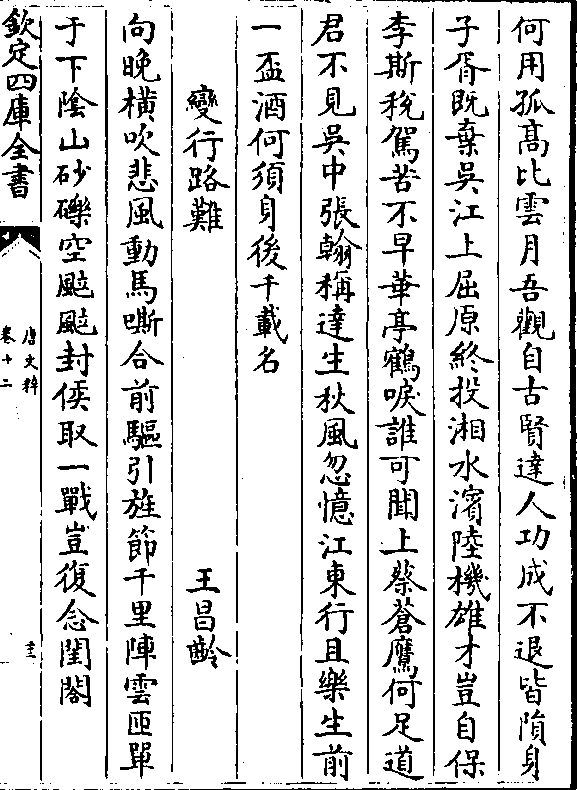 何用孤髙比雲月吾觀自古賢達人功成不退皆隕身
子胥既棄吳江上屈原終投湘水濱陸機雄才豈自保
李斯稅駕苦不早華亭鶴唳誰可聞上蔡蒼鷹何足道
君不見吳中張翰稱達生秋風忽憶江東行且樂生前
一盃酒何須身後千載名
變行路難 王昌齡
向晚横吹悲風動馬嘶合前驅引旌節千里陣雲匝單
于下陰山砂礫空颯颯封侯取一戰豈復念閨閣
欽定四庫全書
唐文粹
卷十二